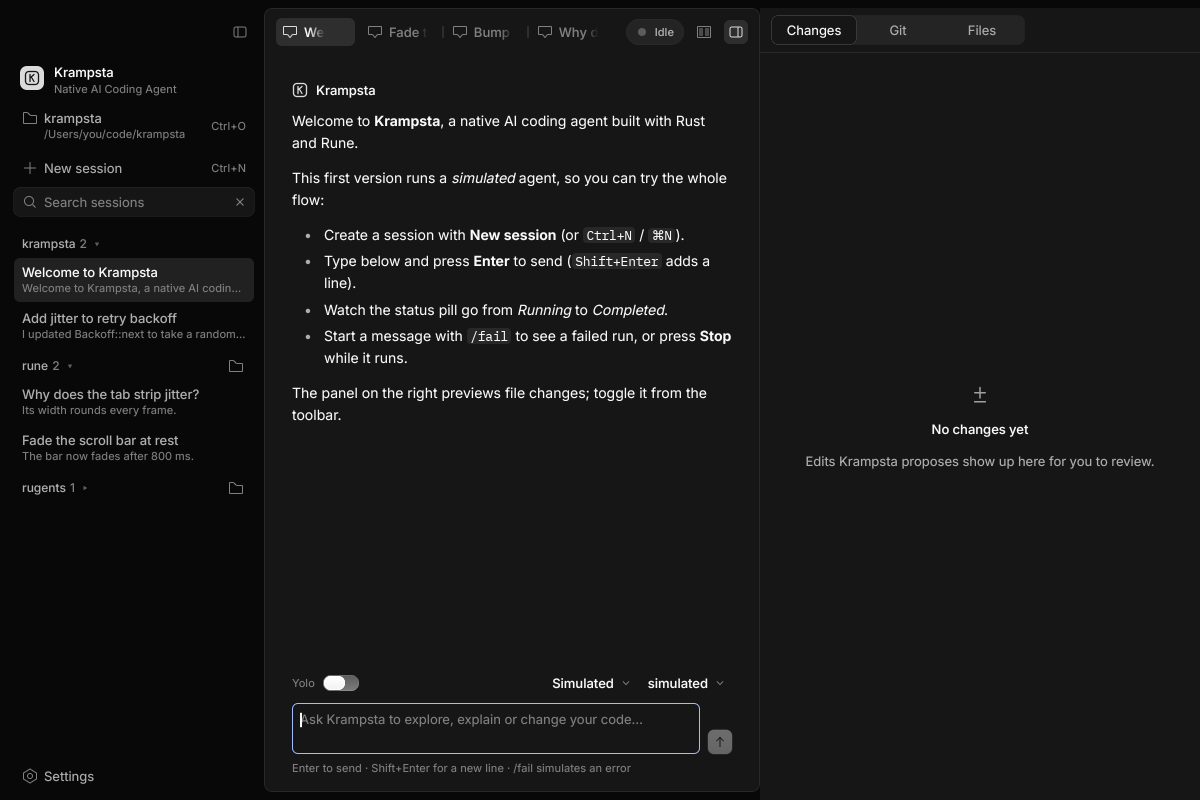 Krampsta
Native AI Coding Agent
krampsta
/Users/you/code/krampsta
Ctrl+O
New session
Ctrl+N
Search sessions
krampsta 2
Welcome to Krampsta
Welcome to Krampsta, a native AI codin...
Add jitter to retry backoff
I updated Backoff::next to take a random...
rune 2
Why does the tab strip jitter?
Its width rounds every frame.
Fade the scroll bar at rest
The bar now fades after 800 ms.
rugents 1
Settings
We
Fade
Bump
Why
Idle
Krampsta
Welcome to Krampsta, a native AI coding agent built with Rust
and Rune.
This first version runs a simulated agent, so you can try the whole
flow:
• Create a session with New session (or Ctrl+N / ⌘N).
• Type below and press Enter to send (Shift+Enter adds a
line).
• Watch the status pill go from Running to Completed.
• Start a message with /fail to see a failed run, or press Stop
while it runs.
The panel on the right previews file changes; toggle it from the
toolbar.
Yolo
Simulated
simulated
Ask Krampsta to explore, explain or change your code...
Enter to send · Shift+Enter for a new line · /fail simulates an error
Changes
Git
Files
No changes yet
Edits Krampsta proposes show up here for you to review.